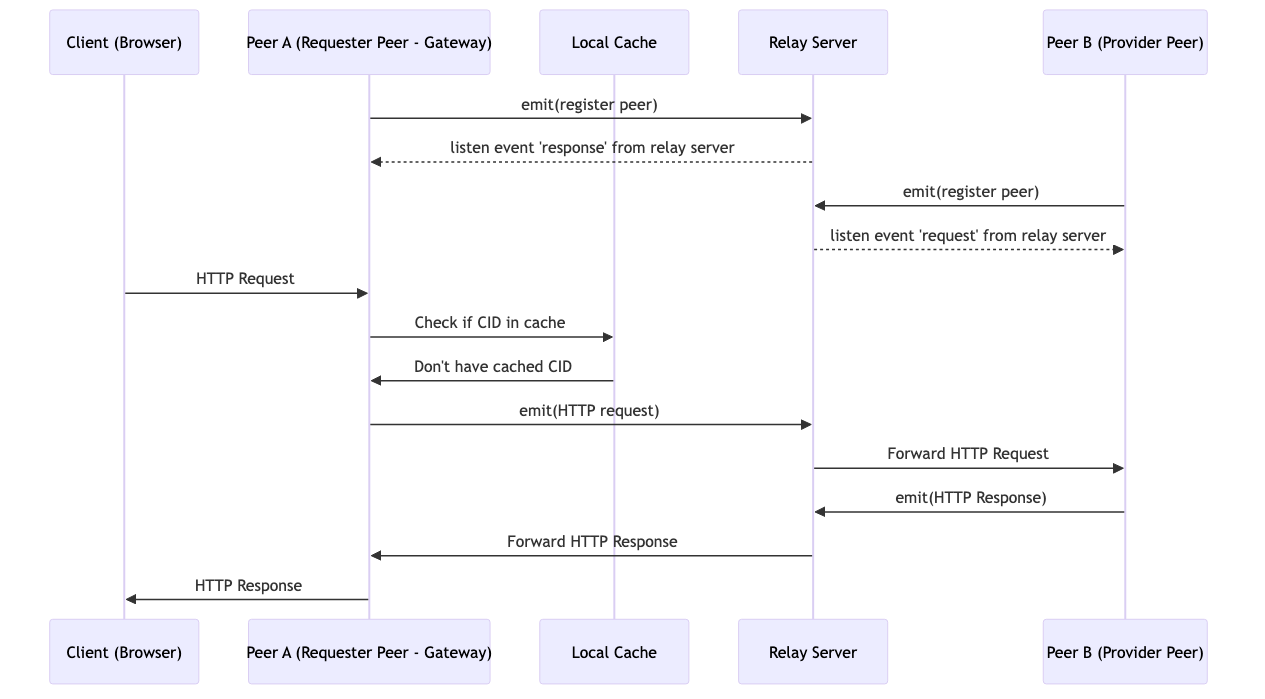 Client (Browser)
Peer A (Requester Peer - Gateway)
Local Cache
Relay Server
Peer B (Provider Peer)
emit(register peer)
listen event 'response' from relay server
emit(register peer)
listen event 'request' from relay server
HTTP Request
Check if CID in cache
Don't have cached CID
emit(HTTP request)
Forward HTTP Request
emit(HTTP Response)
Forward HTTP Response
HTTP Response
Client (Browser)
Peer A (Requester Peer - Gateway)
Local Cache
Relay Server
Peer B (Provider Peer)